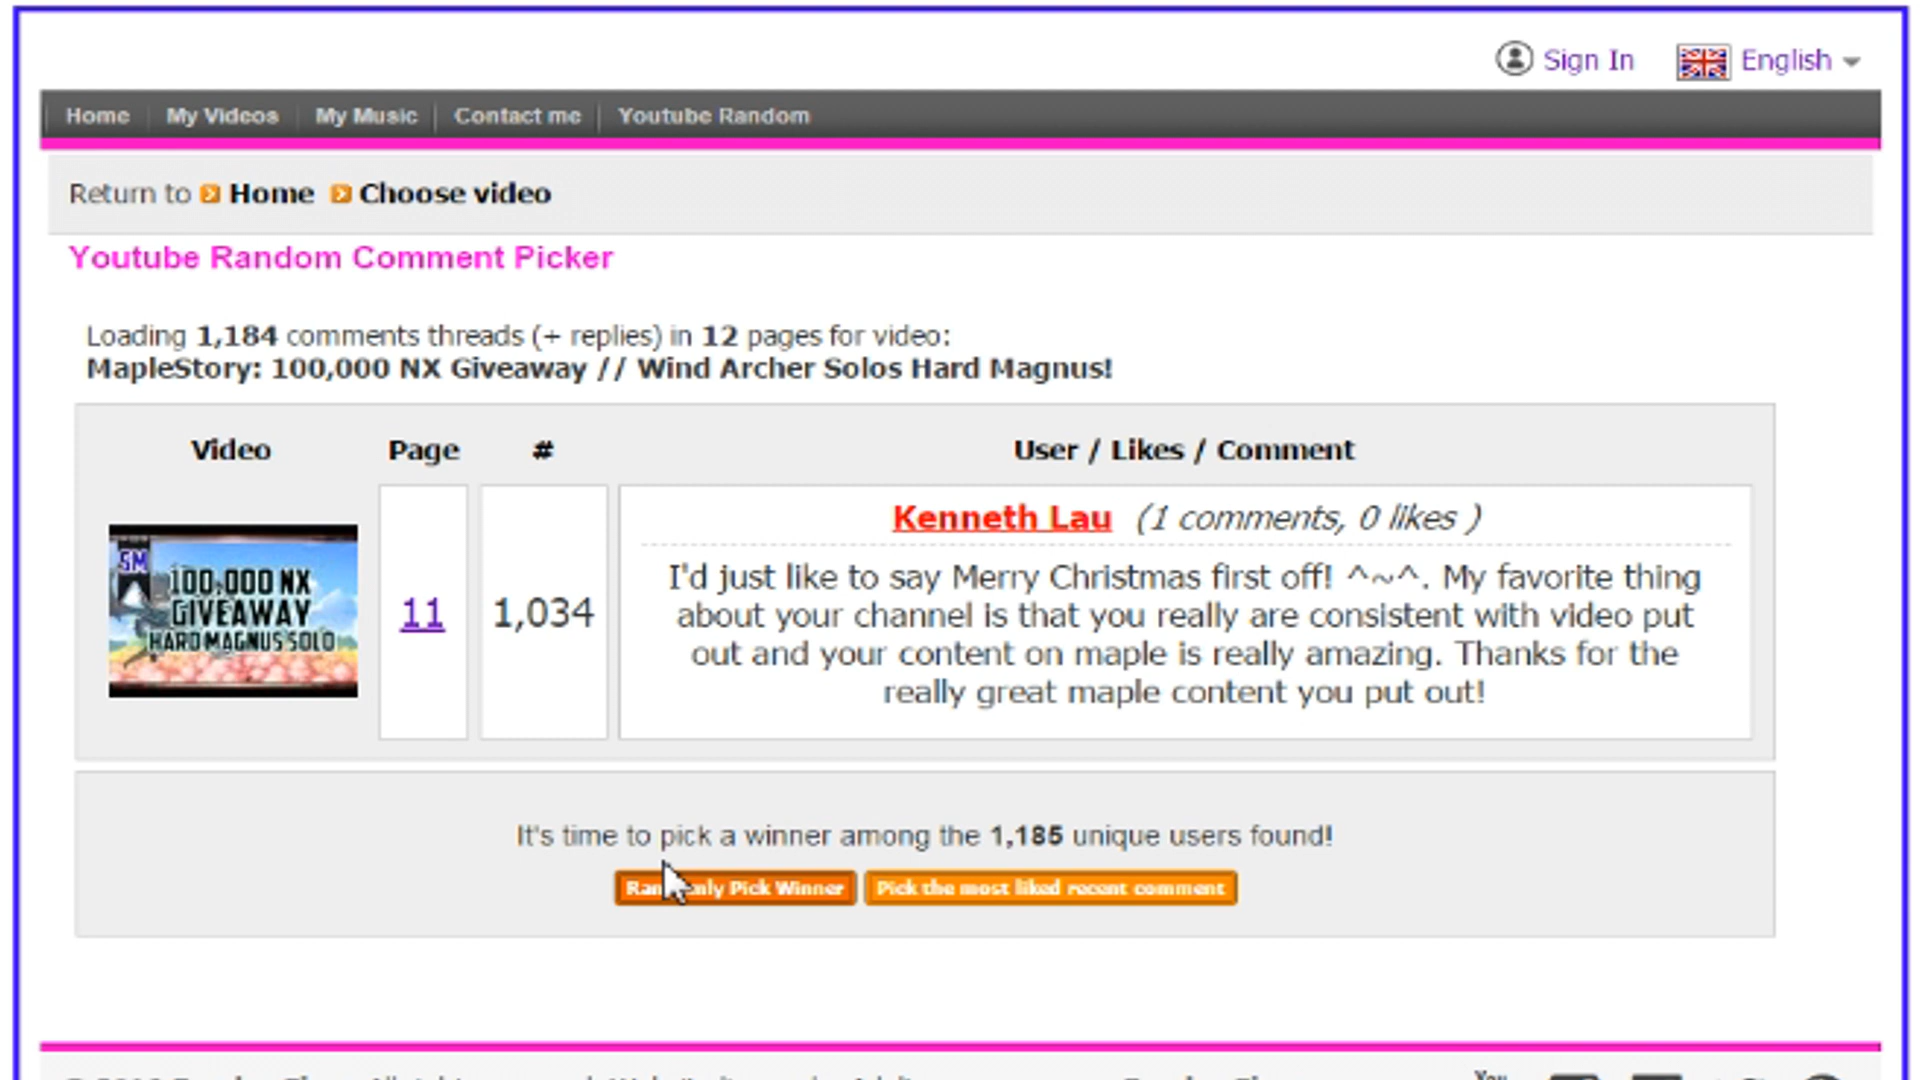 Sign In English
Home My Videos My Music Contact me Youtube Random
Return to Home Choose video
Youtube Random Comment Picker
Loading 1,184 comments threads (+ replies) in 12 pages for video:
MapleStory: 100,000 NX Giveaway // Wind Archer Solos Hard Magnus!
Video Page # User / Likes / Comment
SM
100,000 NX
GIVEAWAY
HARD MAGNUS SOLO
11
1,034
Kenneth Lau (1 comments, 0 likes )
I'd just like to say Merry Christmas first off! ^~^. My favorite thing
about your channel is that you really are consistent with video put
out and your content on maple is really amazing. Thanks for the
really great maple content you put out!
It's time to pick a winner among the 1,185 unique users found!
Pick Winner Pick the most liked recent comment